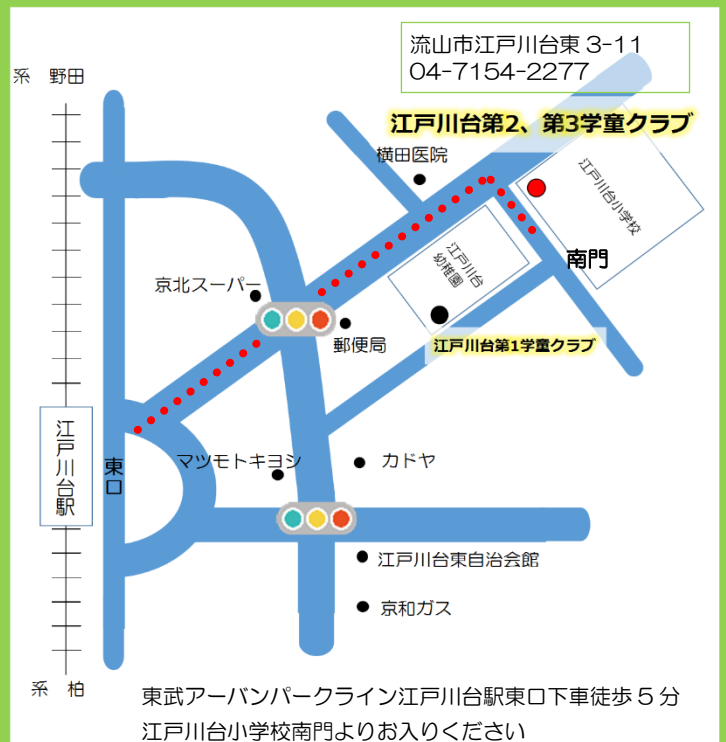 流山市江戸川台東 3-11
04-7154-2277
系 野田
江戸川台第2、第3学童クラブ
横田医院
江戸川台小学校
南門
江戸川台
幼稚園
京北スーパー
郵便局
江戸川台第1学童クラブ
江戸川台駅
東口
マツモトキヨシ
カドヤ
江戸川台東自治会館
京和ガス
系 柏
東武アーバンパークライン江戸川台駅東口下車徒歩 5 分
江戸川台小学校南門よりお入りください